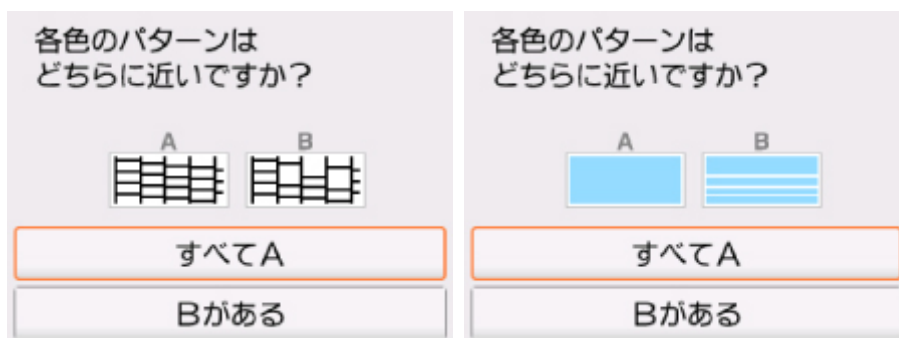 各色のパターンは
どちらに近いですか？
A B
すべてA
Bがある
各色のパターンは
どちらに近いですか？
A B
すべてA
Bがある